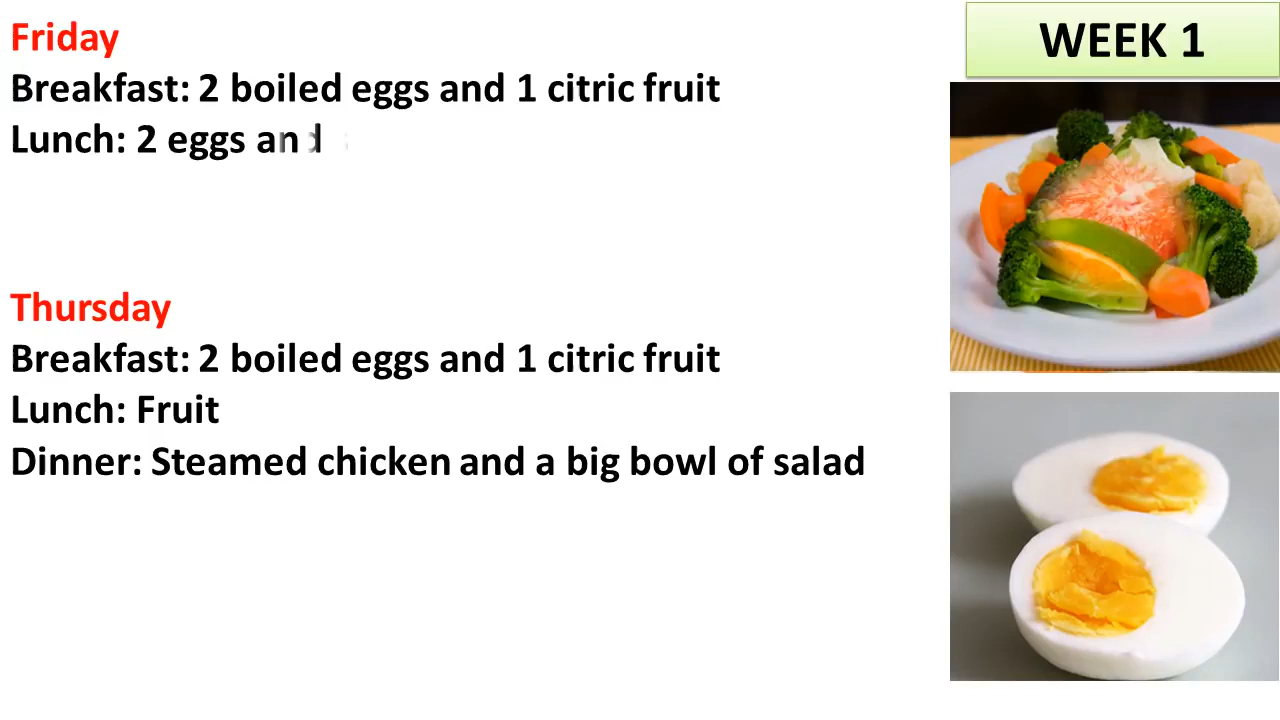 Friday
Breakfast: 2 boiled eggs and 1 citric fruit
Lunch: 2 eggs and
Thursday
Breakfast: 2 boiled eggs and 1 citric fruit
Lunch: Fruit
Dinner: Steamed chicken and a big bowl of salad
WEEK 1